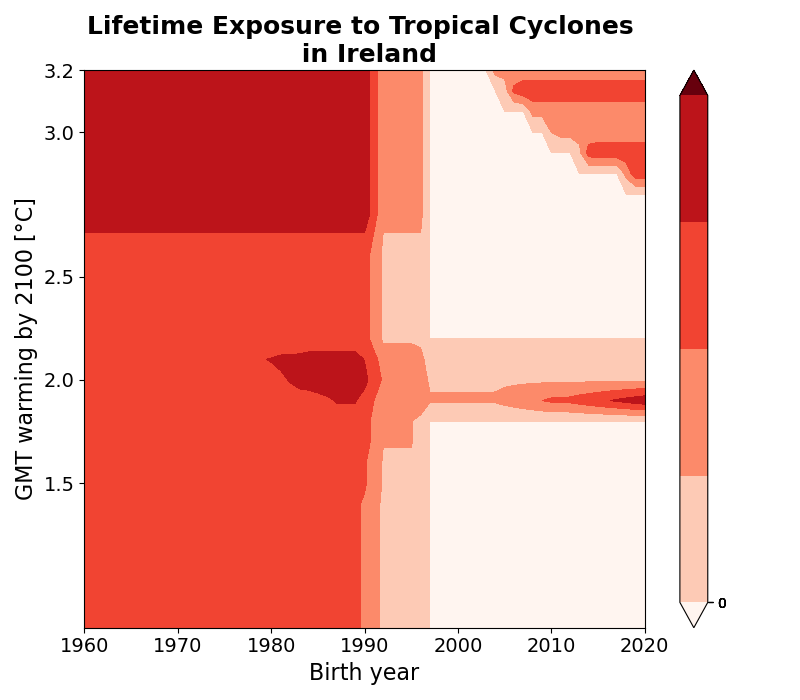 Lifetime Exposure to Tropical Cyclones
in Ireland
GMT warming by 2100 [°C]
3.2
3.0
2.5
2.0
1.5
1960 1970 1980 1990 2000 2010 2020
Birth year
0